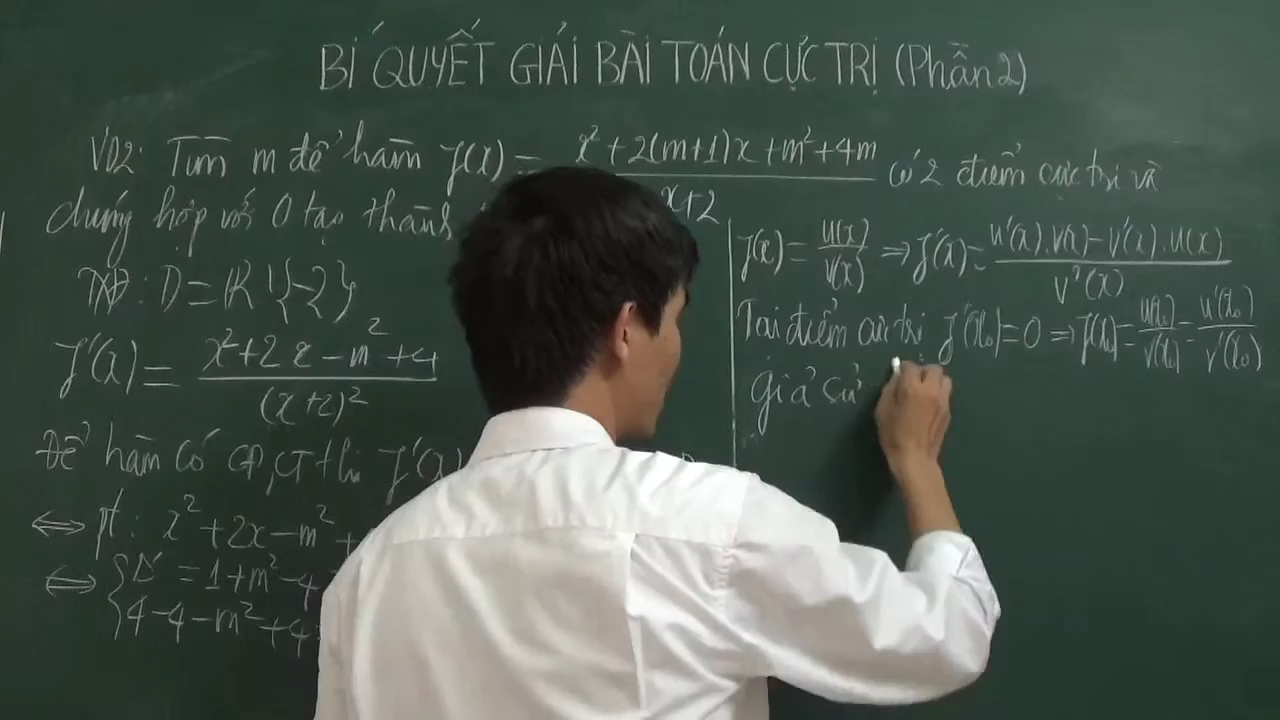 BÍ QUYẾT GIẢI BÀI TOÁN CỰC TRỊ (Phần 2)
VD2: Tìm m để hàm f(x) = x² + 2(m+1)x + m² + 4m
có 2 điểm cực trị và
x+2
chúng hợp với O tạo thành
TXĐ: D = R \ {-2}
f'(x) = x² + 2x - m² + 4
(x+2)²
Để hàm có CĐ, CT thì f'(x)
⇔ pt: x² + 2x - m² +
⇔ { Δ' = 1 + m² - 4
4 - 4 - m² + 4
f(x) = u(x)/v(x) ⇒ f'(x) = u'(x).v(x) - v'(x).u(x)
v²(x)
Tại điểm cực trị f'(x₀) = 0 ⇒ f(x₀) = u(x₀)/v(x₀) = u'(x₀)/v'(x₀)
Giả sử